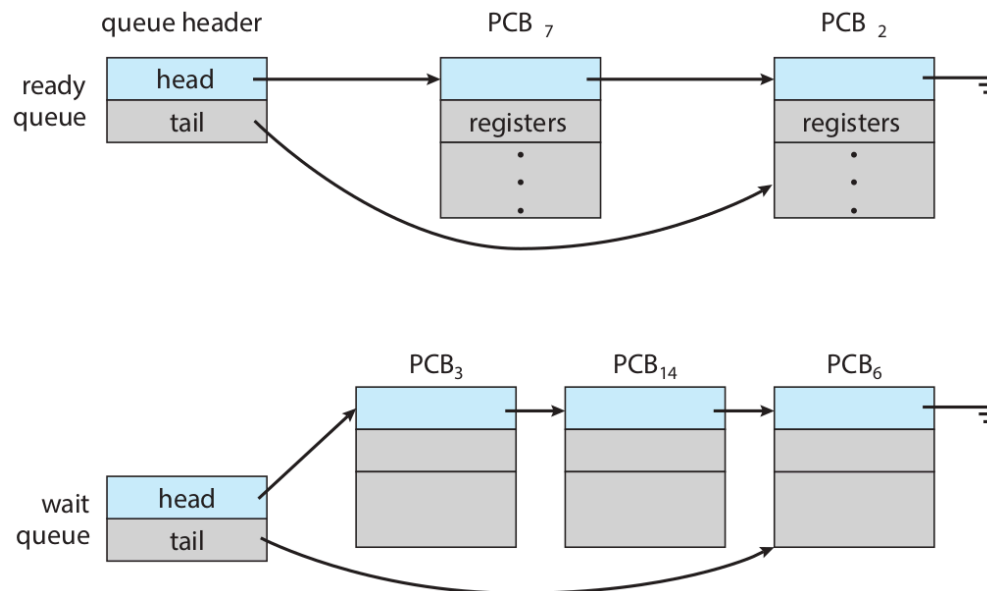 queue header
PCB 7
PCB 2
ready
queue
head
tail
registers
registers
PCB3
PCB14
PCB6
wait
queue
head
tail